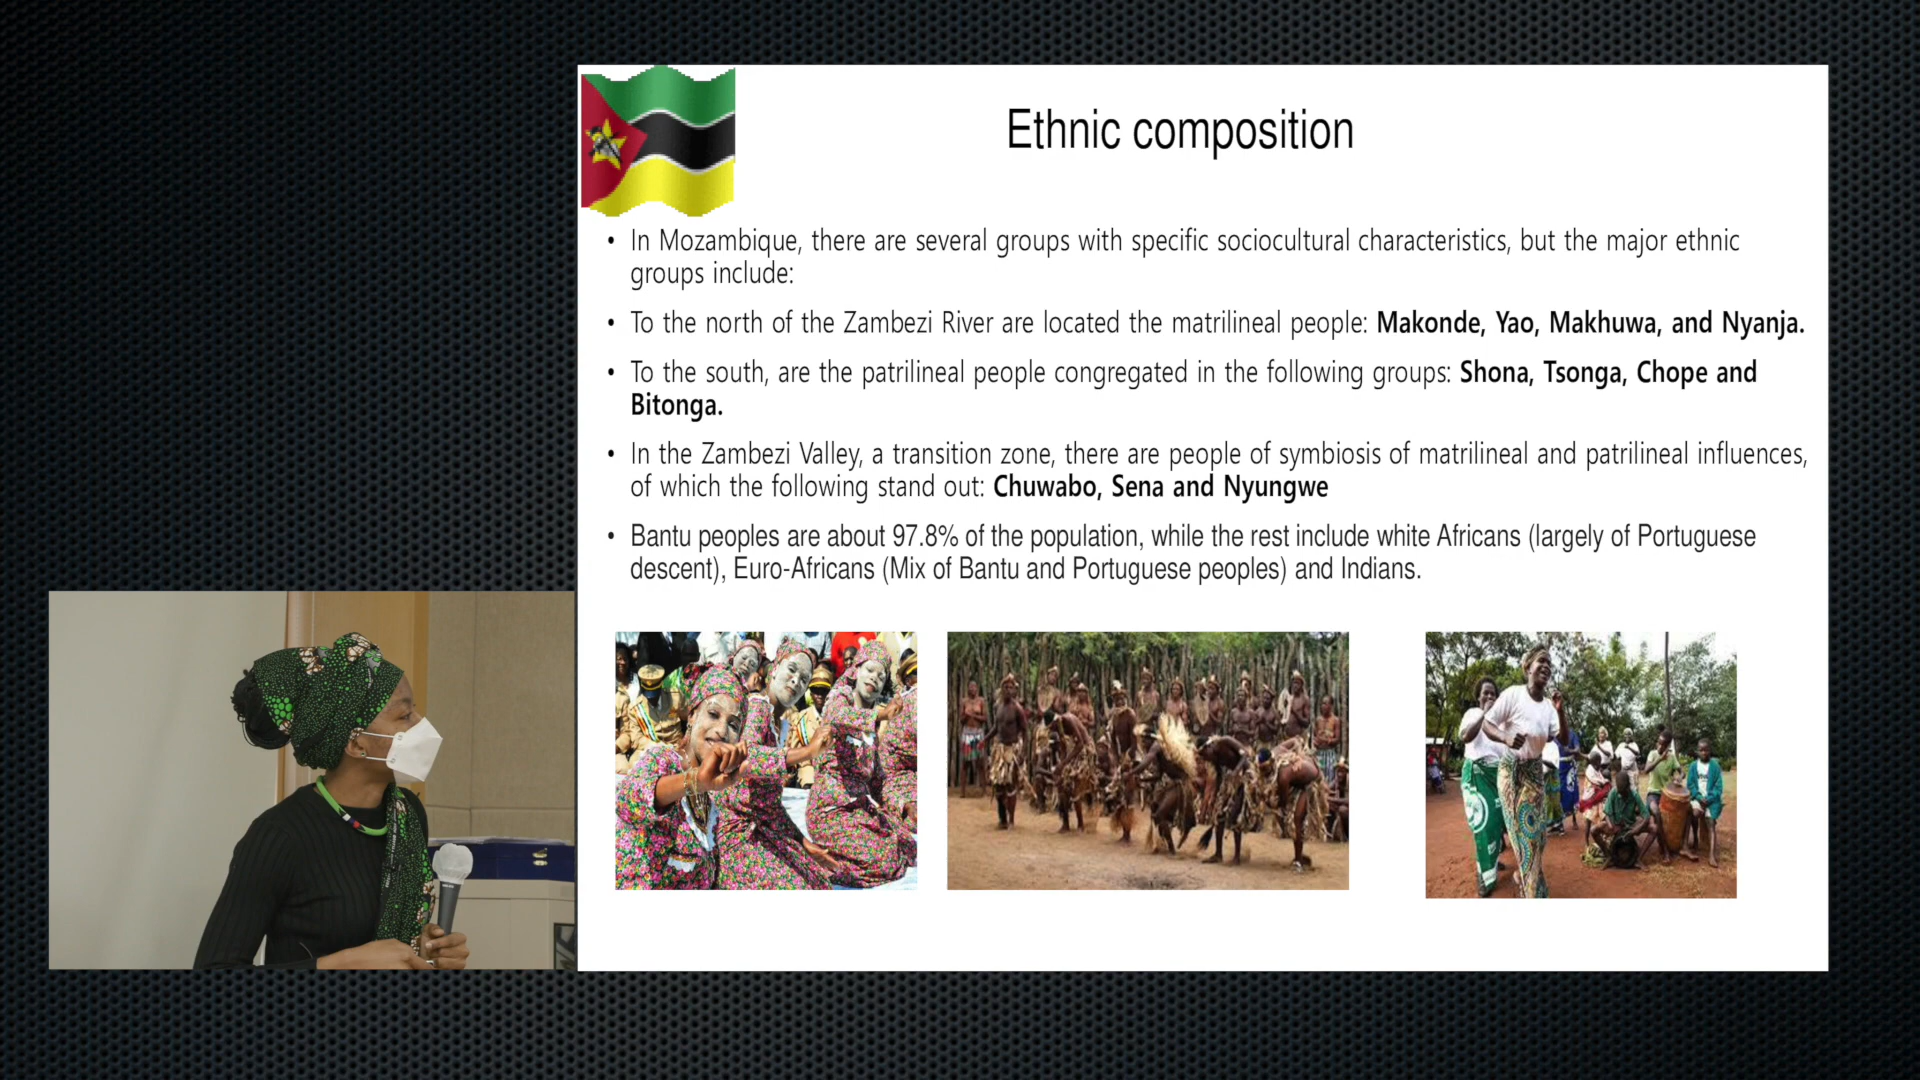 Ethnic composition
• In Mozambique, there are several groups with specific sociocultural characteristics, but the major ethnic
groups include:
• To the north of the Zambezi River are located the matrilineal people: Makonde, Yao, Makhuwa, and Nyanja.
• To the south, are the patrilineal people congregated in the following groups: Shona, Tsonga, Chope and
Bitonga.
• In the Zambezi Valley, a transition zone, there are people of symbiosis of matrilineal and patrilineal influences,
of which the following stand out: Chuwabo, Sena and Nyungwe
• Bantu peoples are about 97.8% of the population, while the rest include white Africans (largely of Portuguese
descent), Euro-Africans (Mix of Bantu and Portuguese peoples) and Indians.